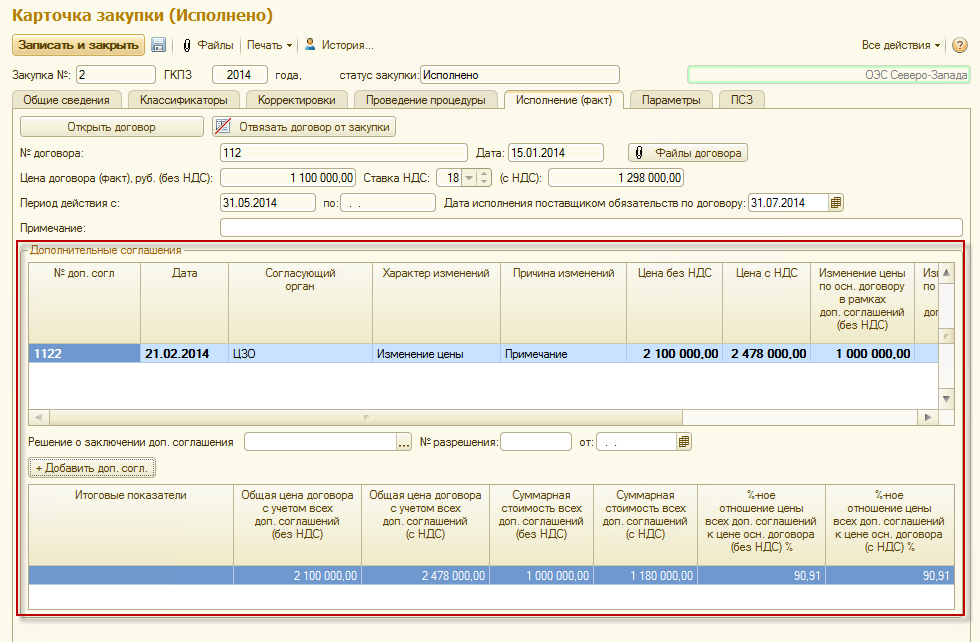 Карточка закупки (Исполнено)
Записать и закрыть Файлы Печать История... Все действия ?
Закупка №: 2 ГКПЗ 2014 года, статус закупки: Исполнено ОЭС Северо-Запада
Общие сведения Классификаторы Корректировки Проведение процедуры Исполнение (факт) Параметры ПСЗ
Открыть договор Отвязать договор от закупки
№ договора: 112 Дата: 15.01.2014 Файлы договора
Цена договора (факт), руб. (без НДС): 1 100 000,00 Ставка НДС: 18 (с НДС): 1 298 000,00
Период действия с: 31.05.2014 по: . . Дата исполнения поставщиком обязательств по договору: 31.07.2014
Примечание:
Дополнительные соглашения
№ доп. согл Дата Согласующий Характер изменений Причина изменений Цена без НДС Цена с НДС Изменение цены
орган по осн. договору по
в рамках
доп. соглашений
(без НДС)
1122 21.02.2014 ЦЗО Изменение цены Примечание 2 100 000,00 2 478 000,00 1 000 000,00
Решение о заключении доп. соглашения ... № разрешения: от: . .
+ Добавить доп. согл.
Итоговые показатели Общая цена договора Общая цена договора Суммарная Суммарная %-ное %-ное
с учетом всех с учетом всех стоимость всех стоимость всех отношение цены отношение цены
доп. соглашений доп. соглашений доп. соглашений доп. соглашений всех доп. соглашений всех доп. соглашений
(без НДС) (с НДС) (без НДС) (с НДС) к цене осн. договора к цене осн. договора
(без НДС) % (с НДС) %
2 100 000,00 2 478 000,00 1 000 000,00 1 180 000,00 90,91 90,91